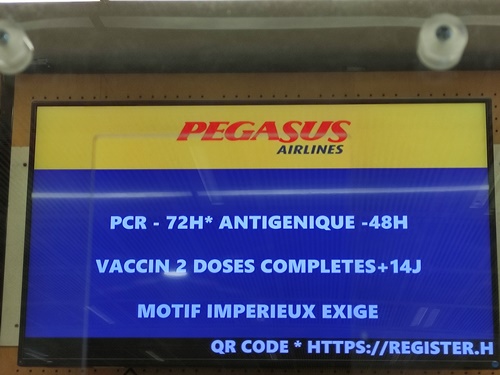 PEGASUS
AIRLINES
PCR - 72H* ANTIGENIQUE -48H
VACCIN 2 DOSES COMPLETES+14J
MOTIF IMPERIEUX EXIGE
QR CODE * HTTPS://REGISTER.H